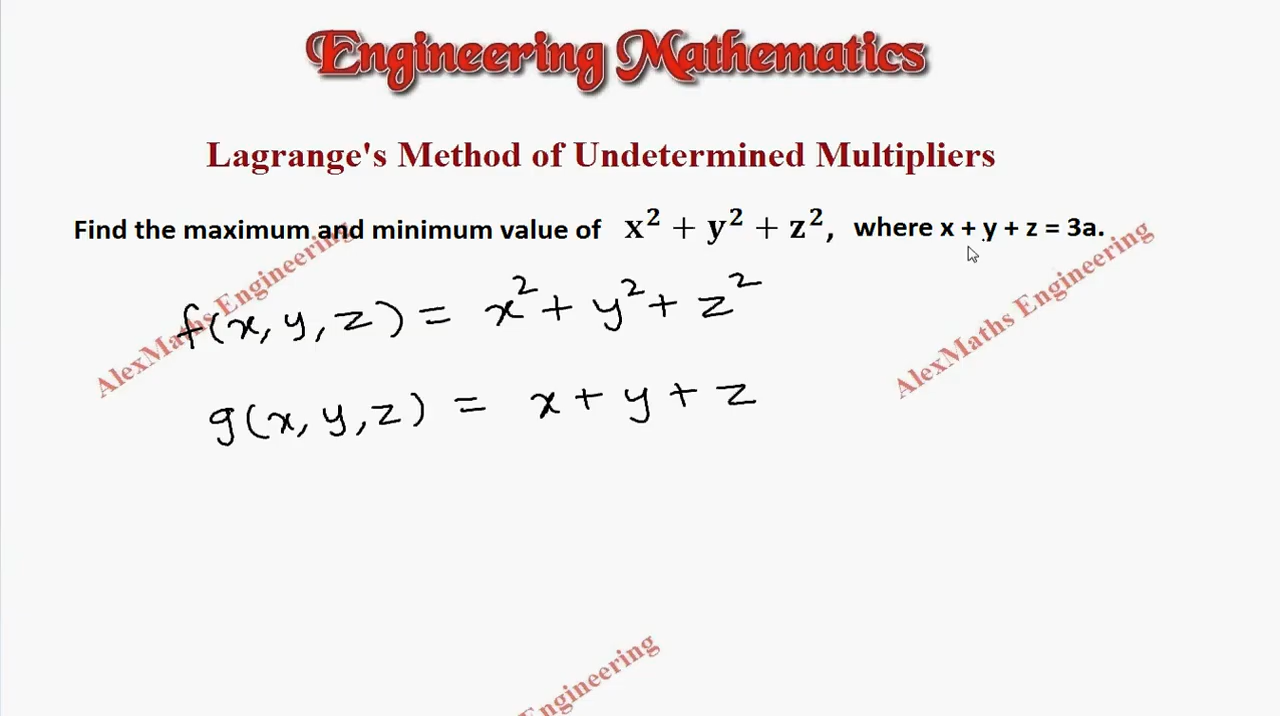 Engineering Mathematics
Lagrange's Method of Undetermined Multipliers
Find the maximum and minimum value of x² + y² + z², where x + y + z = 3a.
f(x, y, z) = x² + y² + z²
AlexMaths Engineering
AlexMaths Engineering
g(x, y, z) = x + y + z
Engineering